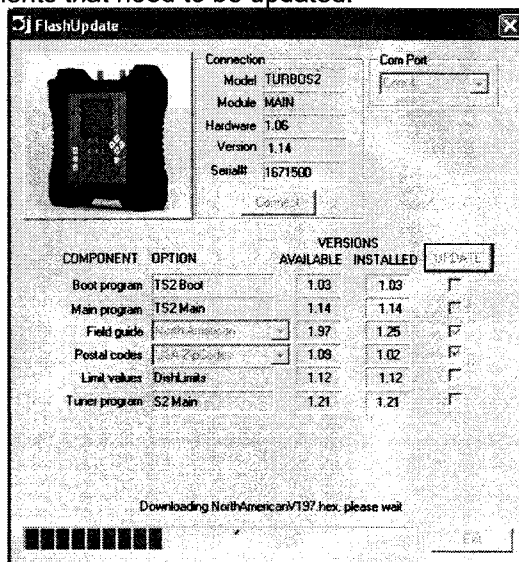 ents that need to be updated.
FlashUpdate
Connection
Com Port
Model TURBOS2
Module MAIN
Hardware 1.06
Version 1.14
Serial# 1671500
Connect
VERSIONS
COMPONENT OPTION AVAILABLE INSTALLED UPDATE
Boot program TS2 Boot 1.03 1.03
Main program TS2 Main 1.14 1.14
Field guide North American 1.97 1.25
Postal codes USA ZipCodes 1.09 1.02
Limit values DishLimits 1.12 1.12
Tuner program S2 Main 1.21 1.21
Downloading NorthAmericanV197.hex, please wait
Exit